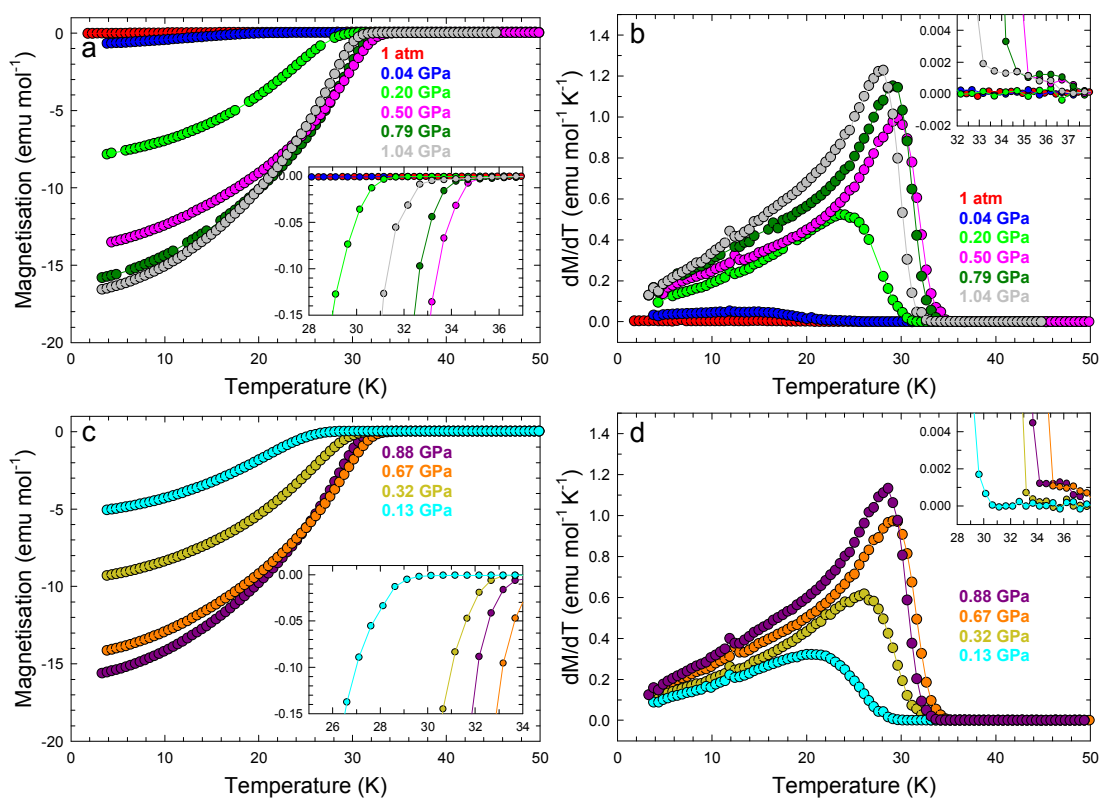 a
Magnetisation (emu mol⁻¹)
0
-5
-10
-15
-20
1 atm
0.04 GPa
0.20 GPa
0.50 GPa
0.79 GPa
1.04 GPa
0.00
-0.05
-0.10
-0.15
28 30 32 34 36
0 10 20 30 40 50
Temperature (K)
b
dM/dT (emu mol⁻¹ K⁻¹)
1.4
1.2
1.0
0.8
0.6
0.4
0.2
0.0
0.004
0.002
0.000
-0.002
32 33 34 35 36 37
1 atm
0.04 GPa
0.20 GPa
0.50 GPa
0.79 GPa
1.04 GPa
0 10 20 30 40 50
Temperature (K)
c
Magnetisation (emu mol⁻¹)
0
-5
-10
-15
-20
0.88 GPa
0.67 GPa
0.32 GPa
0.13 GPa
0.00
-0.05
-0.10
-0.15
26 28 30 32 34
0 10 20 30 40 50
Temperature (K)
d
dM/dT (emu mol⁻¹ K⁻¹)
1.4
1.2
1.0
0.8
0.6
0.4
0.2
0.0
0.004
0.002
0.000
28 30 32 34 36
0.88 GPa
0.67 GPa
0.32 GPa
0.13 GPa
0 10 20 30 40 50
Temperature (K)